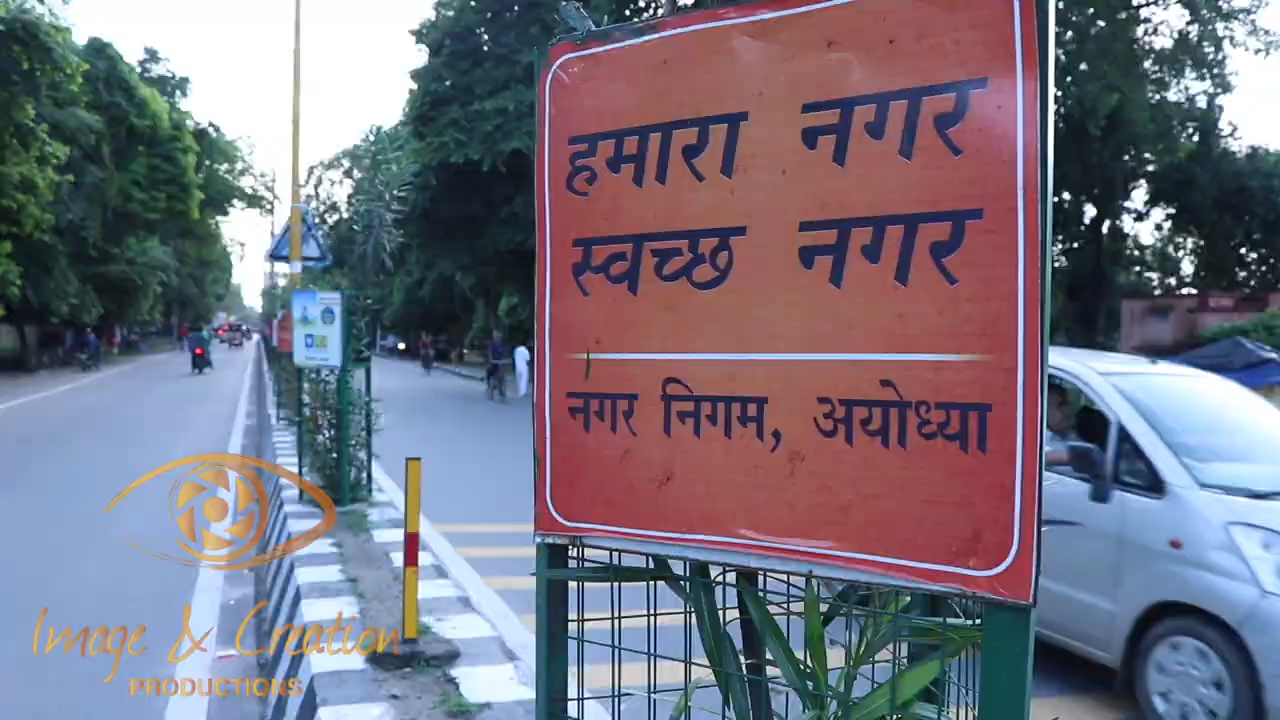 हमारा नगर
स्वच्छ नगर
नगर निगम, अयोध्या
Image & Creation
PRODUCTIONS